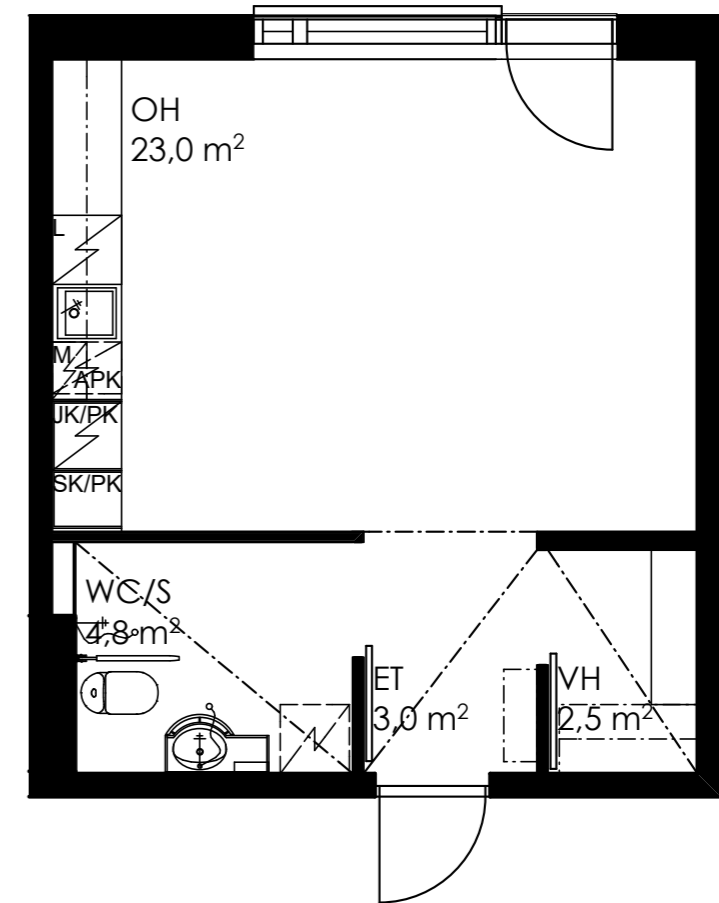 OH
23,0 m²
L
M
APK
JK/PK
SK/PK
WC/S
4,8 m²
ET
3,0 m²
VH
2,5 m²